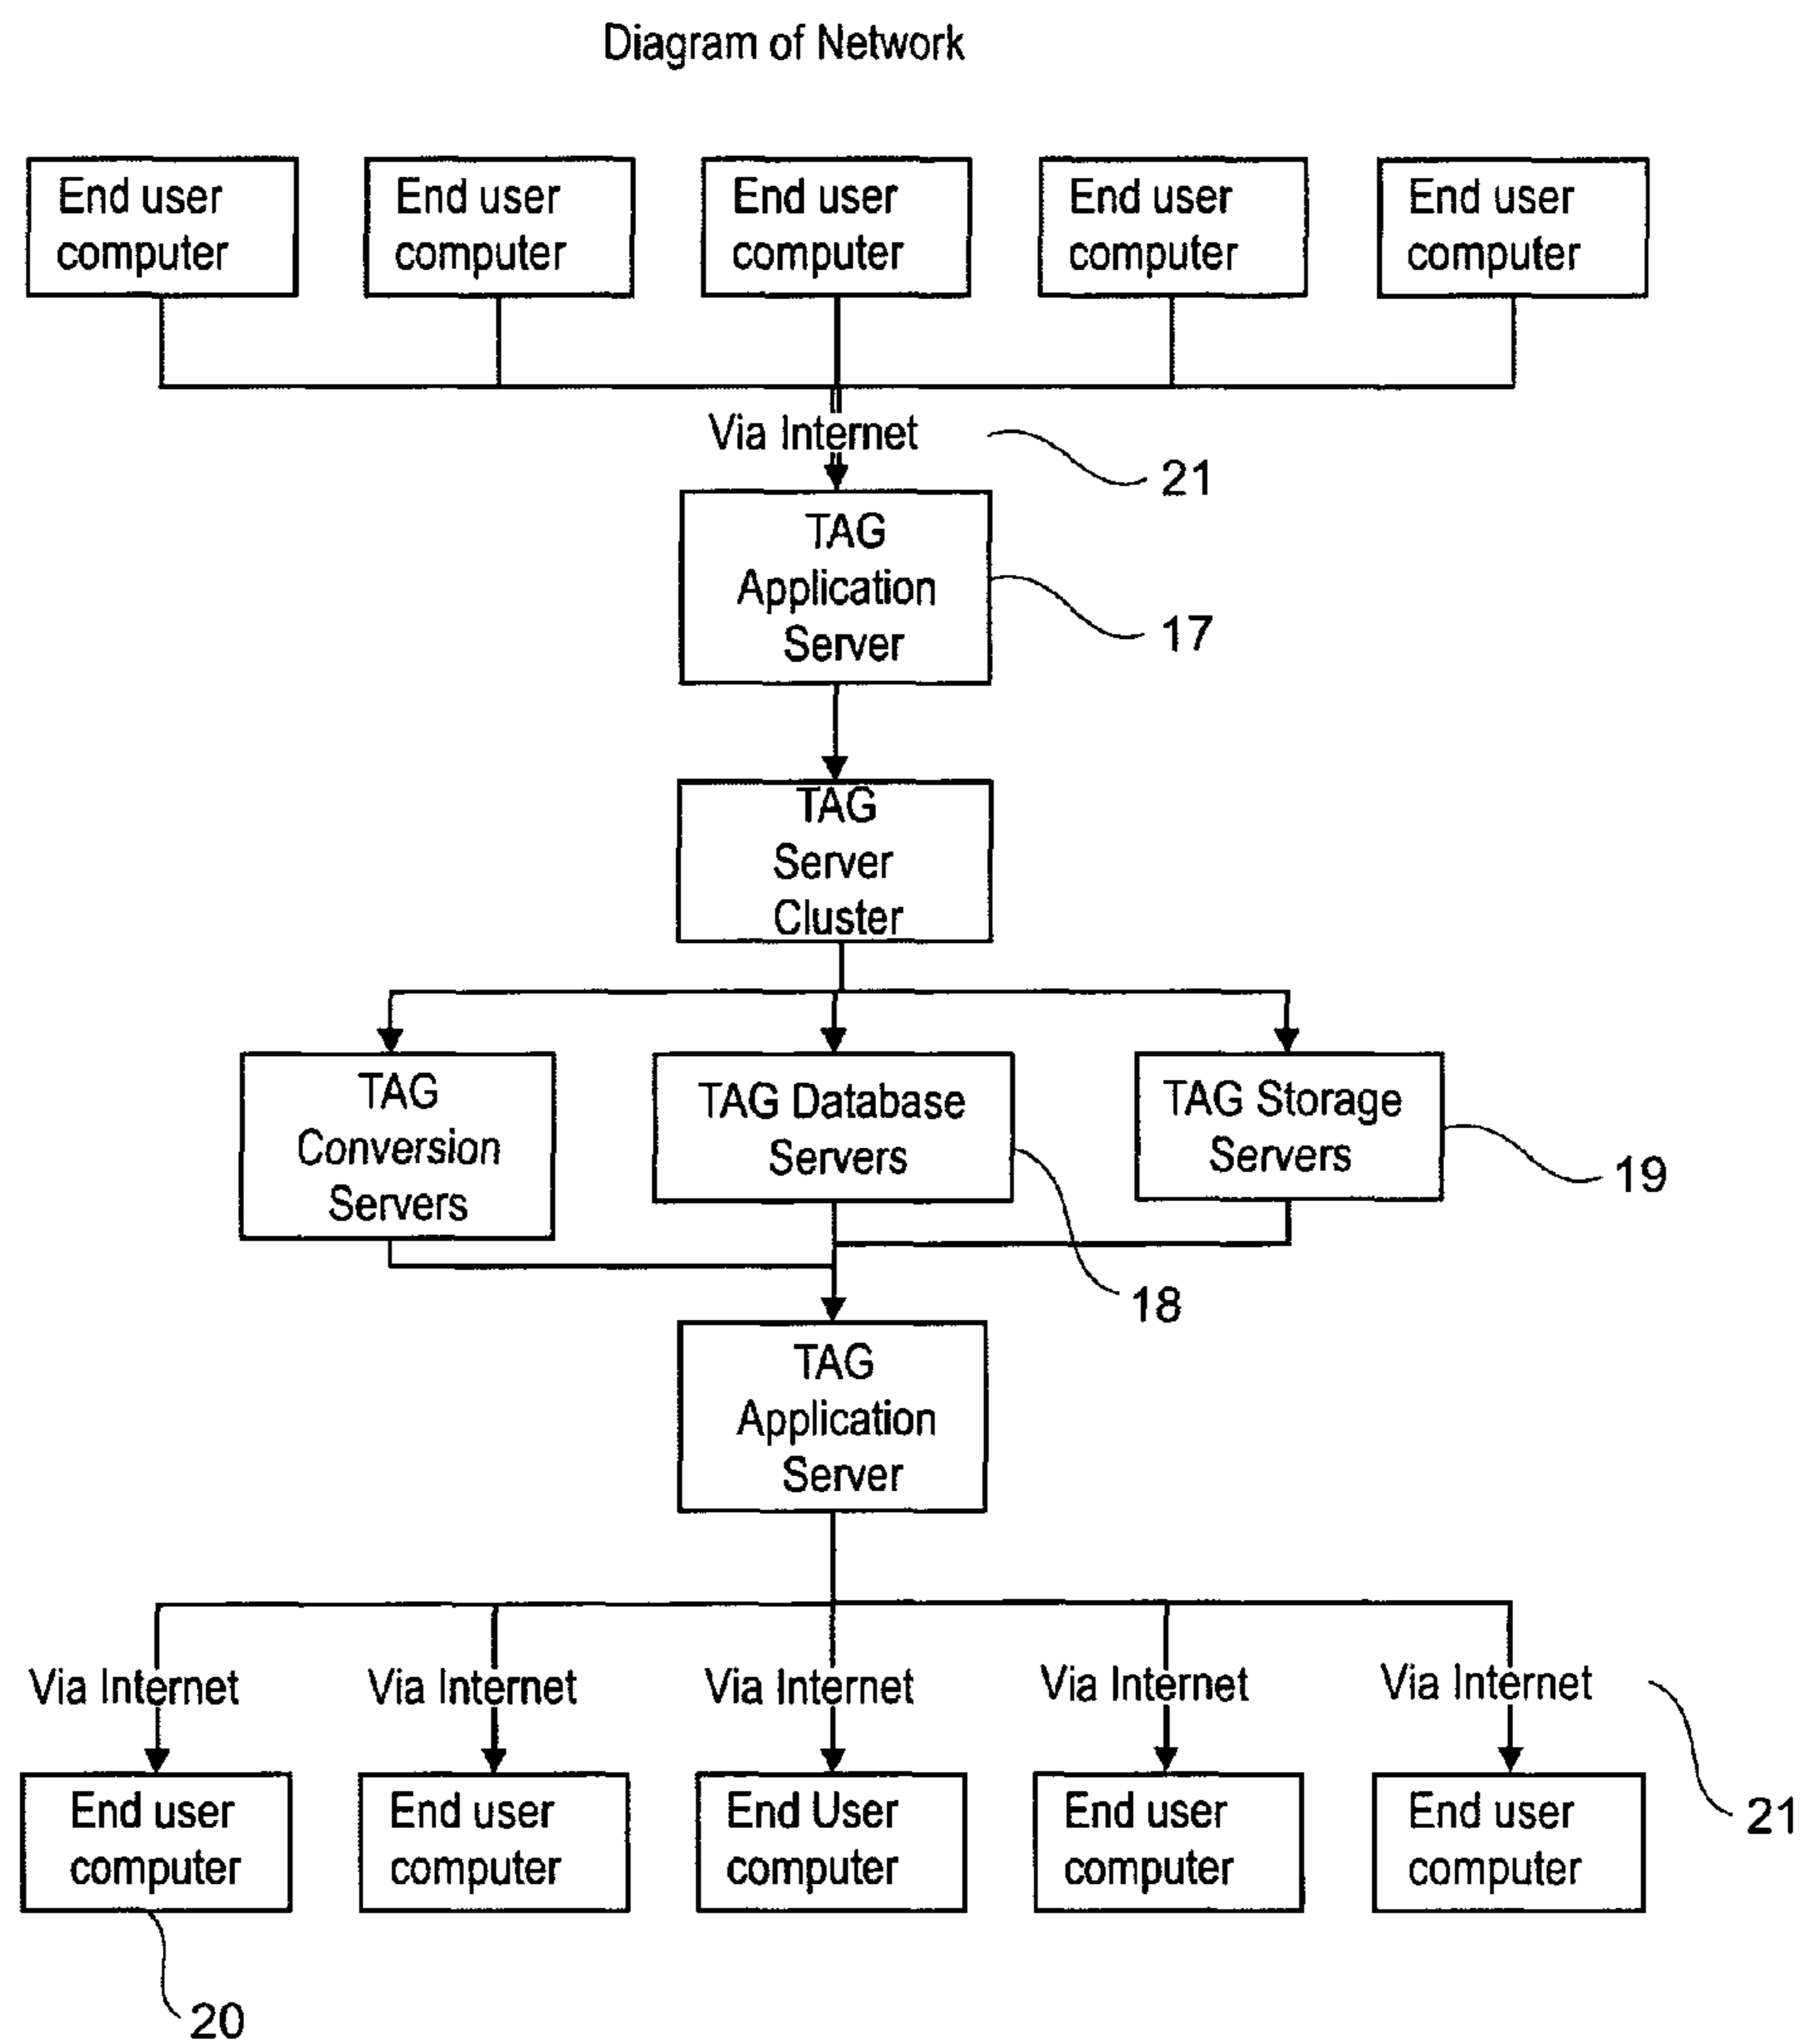 Diagram of Network
End user
computer
End user
computer
End user
computer
End user
computer
End user
computer
Via Internet
21
TAG
Application
Server
17
TAG
Server
Cluster
TAG
Conversion
Servers
TAG Database
Servers
TAG Storage
Servers
19
18
TAG
Application
Server
Via Internet
Via Internet
Via Internet
Via Internet
Via Internet
End user
computer
End user
computer
End User
computer
End user
computer
End user
computer
21
20